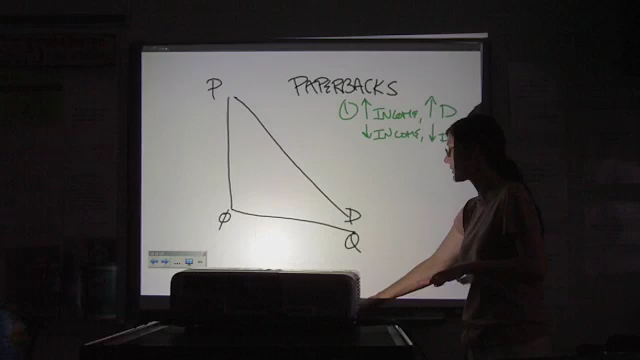 P PAPERBACKS
① ↑ INCOME, ↑ D
↓ INCOME, ↓
Ø D
Q